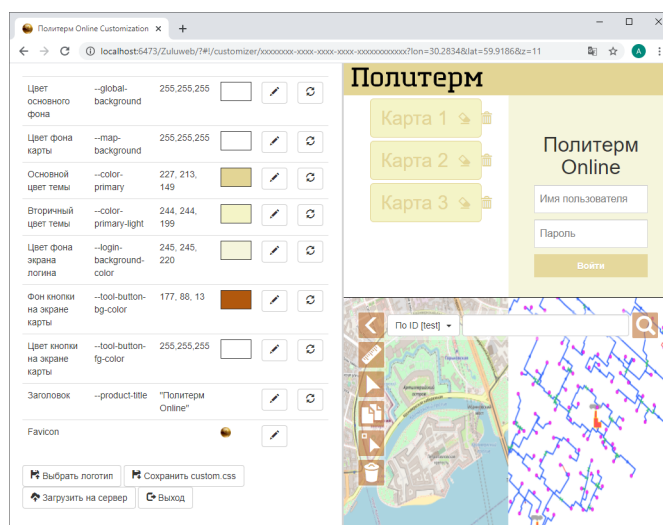 Политерм Online Customization
localhost:6473/Zuluweb/?#!/customizer/xxxxxxxx-xxxx-xxxx-xxxx-xxxxxxxxxxxx?lon=30.2834&lat=59.9186&z=11
A
Цвет основного фона
--global-background
255,255,255
Цвет фона карты
--map-background
255,255,255
Основной цвет темы
--color-primary
227, 213, 149
Вторичный цвет темы
--color-primary-light
244, 244, 199
Цвет фона экрана логина
--login-background-color
245, 245, 220
Фон кнопки на экране карты
--tool-button-bg-color
177, 88, 13
Цвет кнопки на экране карты
--tool-button-fg-color
255,255,255
Заголовок
--product-title
"Политерм Online"
Favicon
Выбрать логотип
Сохранить custom.css
Загрузить на сервер
Выход
Политерм
Карта 1
Карта 2
Карта 3
Политерм
Online
Имя пользователя
Пароль
Войти
По ID [test]